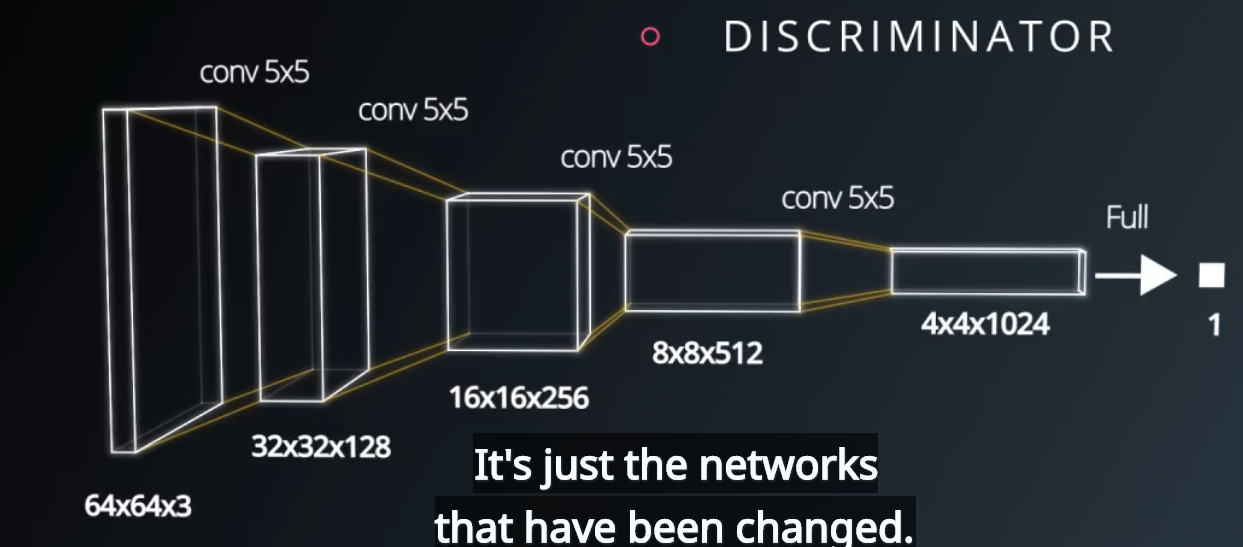 DISCRIMINATOR
conv 5x5
conv 5x5
conv 5x5
conv 5x5
Full
64x64x3
32x32x128
16x16x256
8x8x512
4x4x1024
1
It's just the networks
that have been changed.